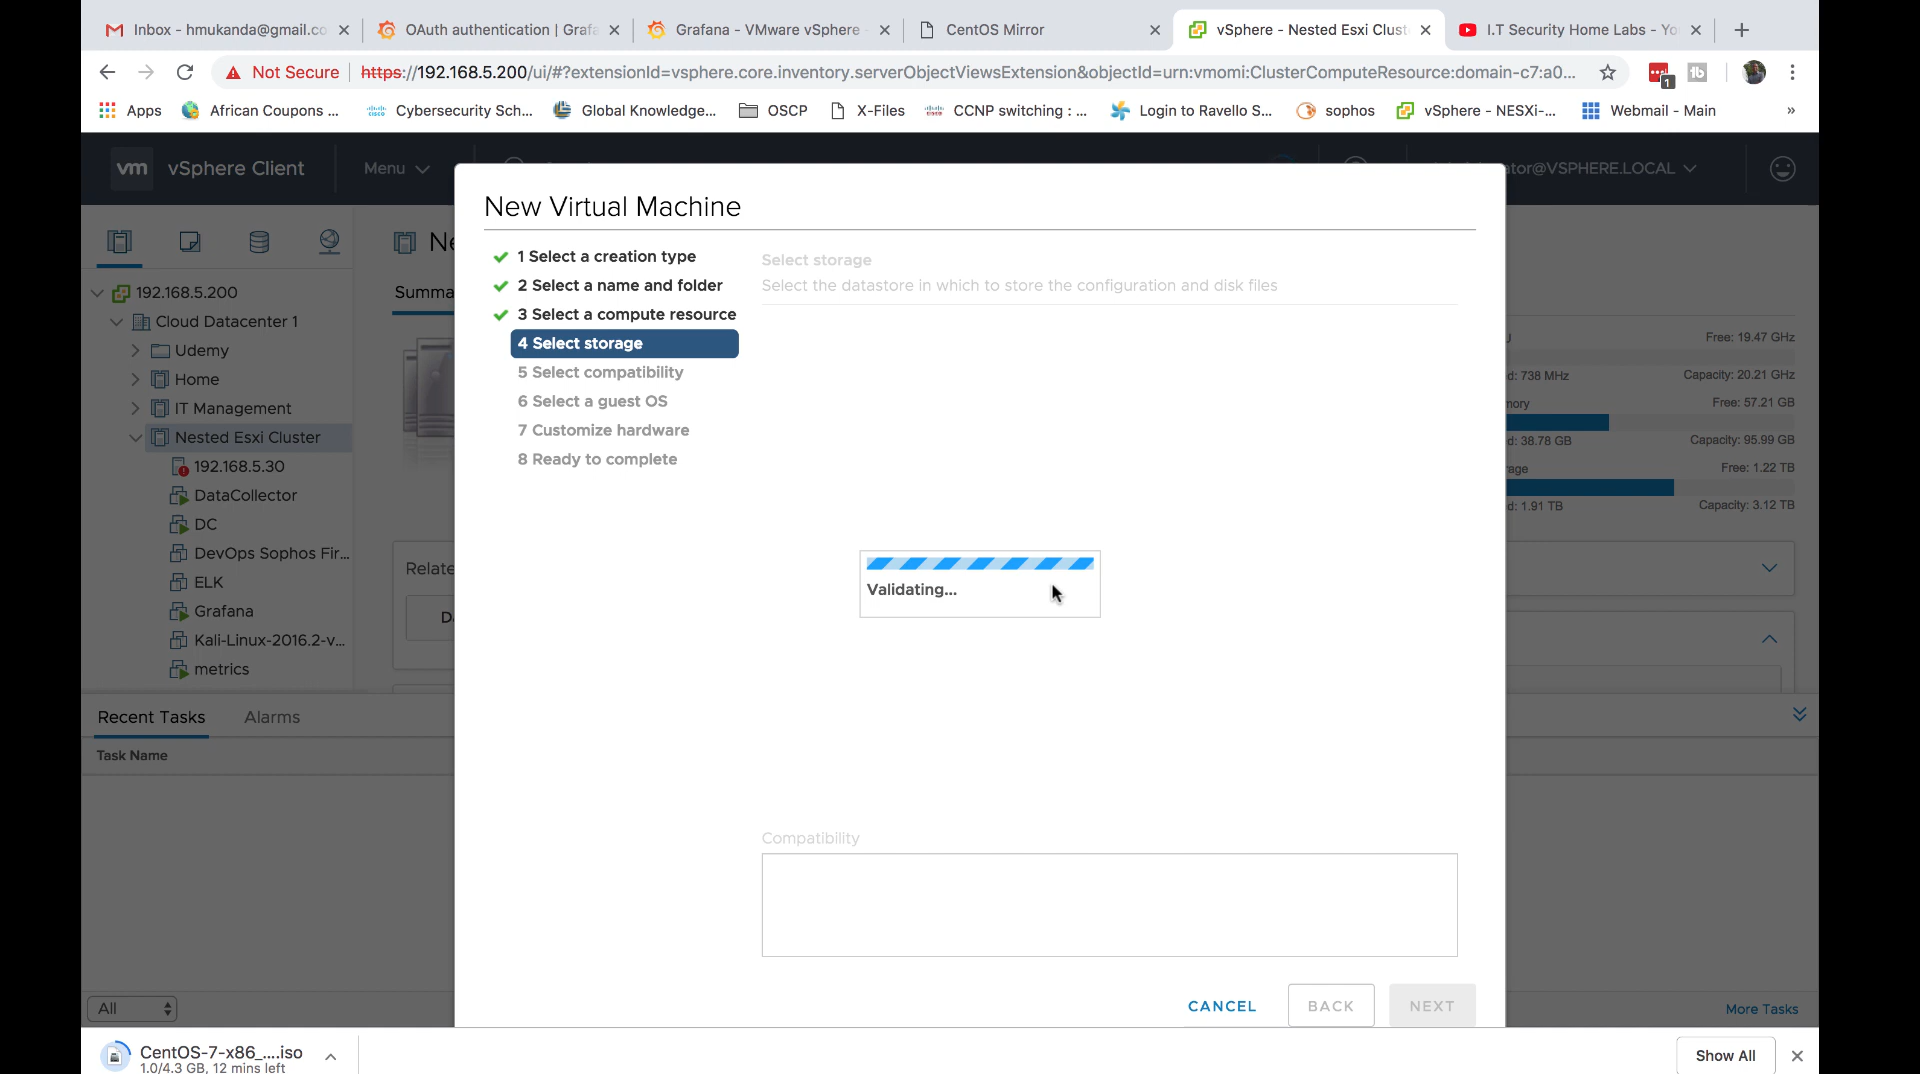 Inbox - hmukanda@gmail.co
OAuth authentication | Grafa
Grafana - VMware vSphere -
CentOS Mirror
vSphere - Nested Esxi Clust
I.T Security Home Labs - Yo
Not Secure
https://192.168.5.200/ui/#?extensionId=vsphere.core.inventory.serverObjectViewsExtension&objectId=urn:vmomi:ClusterComputeResource:domain-c7:a0...
1
Apps
African Coupons ...
Cybersecurity Sch...
Global Knowledge...
OSCP
X-Files
CCNP switching : ...
Login to Ravello S...
sophos
vSphere - NESXi-...
Webmail - Main
»
vm
vSphere Client
Menu
tor@VSPHERE.LOCAL
New Virtual Machine
1 Select a creation type
2 Select a name and folder
3 Select a compute resource
4 Select storage
5 Select compatibility
6 Select a guest OS
7 Customize hardware
8 Ready to complete
Select storage
Select the datastore in which to store the configuration and disk files
Validating...
Compatibility
CANCEL
BACK
NEXT
192.168.5.200
Cloud Datacenter 1
Udemy
Home
IT Management
Nested Esxi Cluster
192.168.5.30
DataCollector
DC
DevOps Sophos Fir...
ELK
Grafana
Kali-Linux-2016.2-v...
metrics
Ne
Summa
Relate
D
Free: 19.47 GHz
d: 738 MHz
Capacity: 20.21 GHz
nory
Free: 57.21 GB
d: 38.78 GB
Capacity: 95.99 GB
age
Free: 1.22 TB
d: 1.91 TB
Capacity: 3.12 TB
Recent Tasks
Alarms
Task Name
All
More Tasks
CentOS-7-x86_....iso
1.0/4.3 GB, 12 mins left
Show All